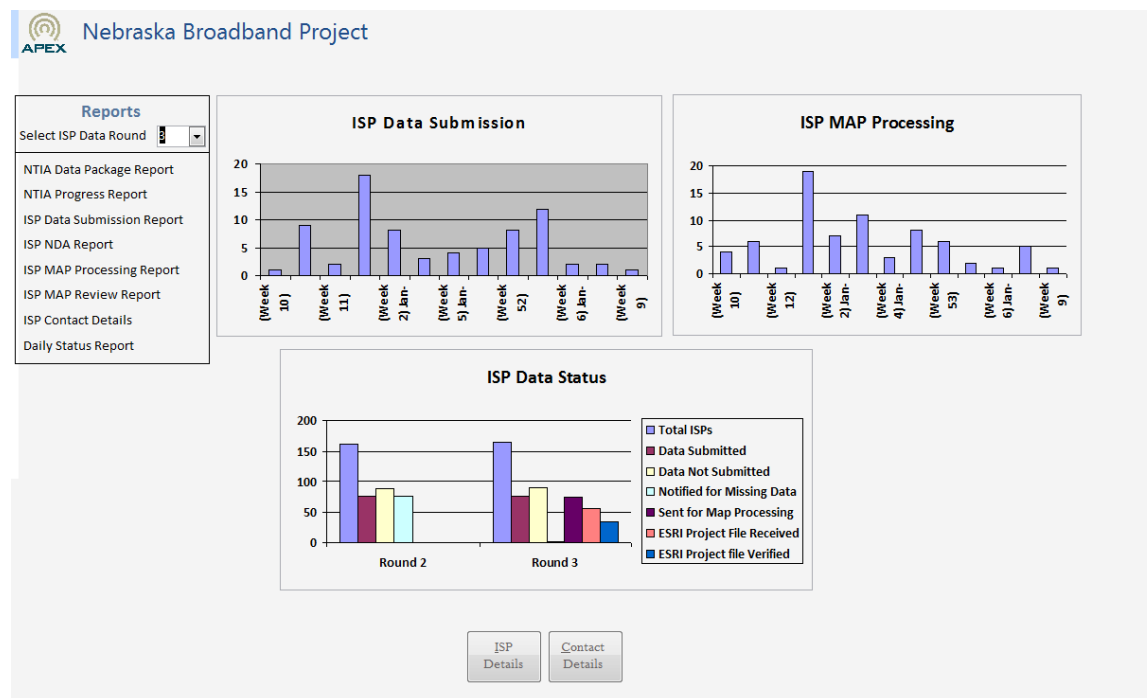 APEX
Nebraska Broadband Project
Reports
Select ISP Data Round 3
NTIA Data Package Report
NTIA Progress Report
ISP Data Submission Report
ISP NDA Report
ISP MAP Processing Report
ISP MAP Review Report
ISP Contact Details
Daily Status Report
ISP Data Submission
20
15
10
5
0
(Week
10)
(Week
11)
(Week
2)Jan-
(Week
5)Jan-
(Week
52)
(Week
6)Jan-
(Week
9)
ISP MAP Processing
20
15
10
5
0
(Week
10)
(Week
12)
(Week
2)Jan-
(Week
4)Jan-
(Week
53)
(Week
6)Jan-
(Week
9)
ISP Data Status
200
150
100
50
0
Round 2
Round 3
Total ISPs
Data Submitted
Data Not Submitted
Notified for Missing Data
Sent for Map Processing
ESRI Project File Received
ESRI Project file Verified
ISP
Details
Contact
Details